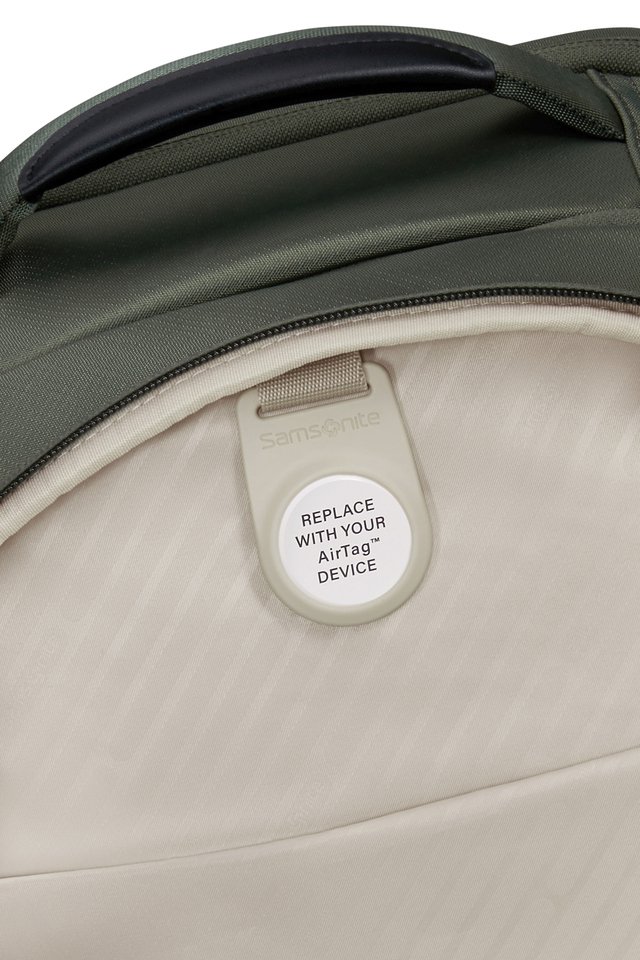 Samsonite
REPLACE
WITH YOUR
AirTag™
DEVICE